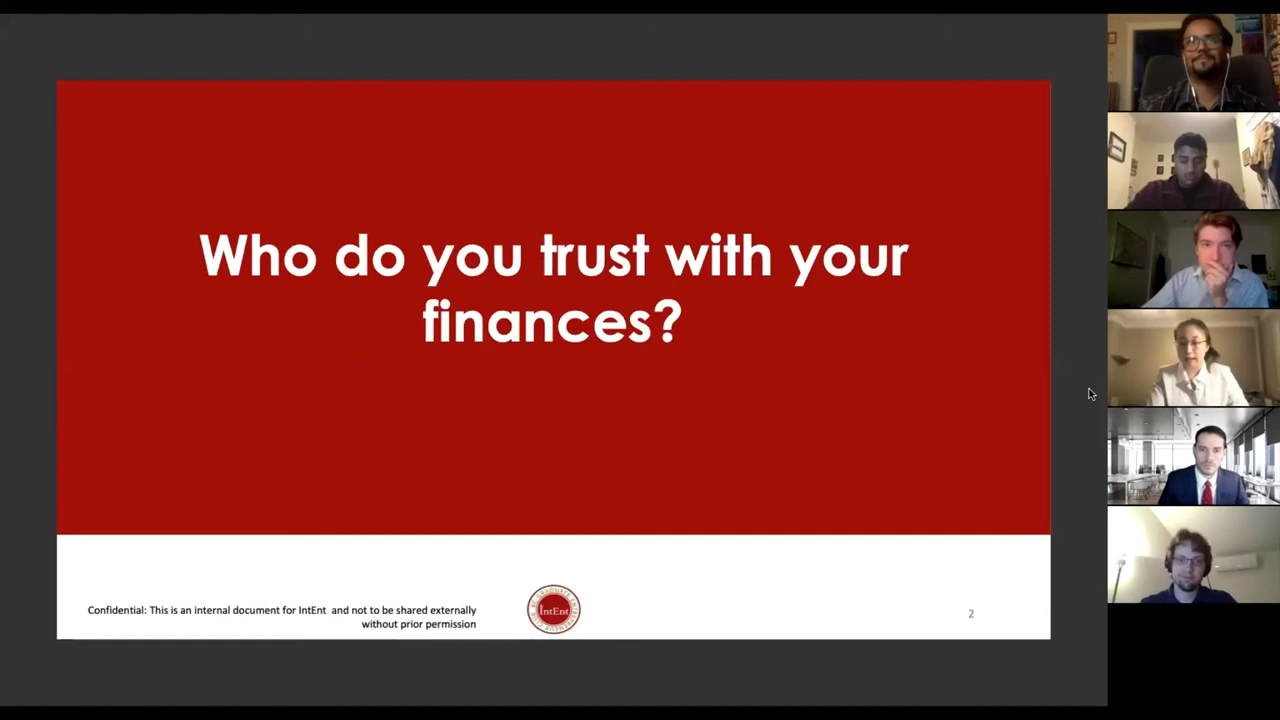 Who do you trust with your
finances?
Confidential: This is an internal document for IntEnt and not to be shared externally
without prior permission
IntEnt
2